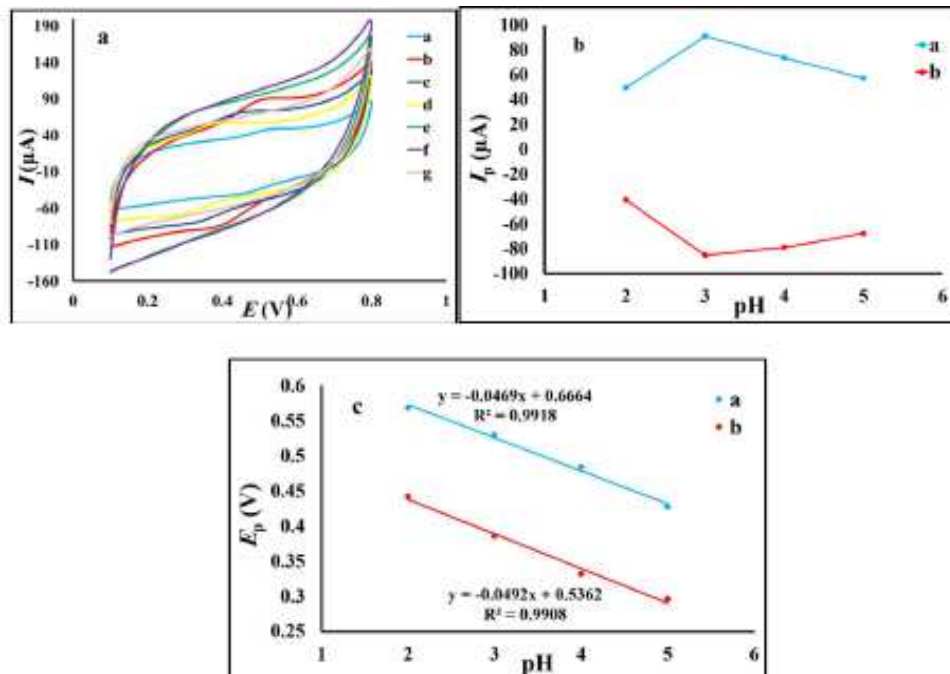 190
140
90
40
-10
-60
-110
-160
I (µA)
a
a
b
c
d
e
f
g
0
0.2
0.4
0.6
0.8
1
E (V)
100
80
60
40
20
0
-20
-40
-60
-80
-100
Ip (µA)
b
a
b
1
2
3
4
5
6
pH
0.6
0.55
0.5
0.45
0.4
0.35
0.3
0.25
Ep (V)
c
y = -0.0469x + 0.6664
R² = 0.9918
a
b
y = -0.0492x + 0.5362
R² = 0.9908
1
2
3
4
5
6
pH